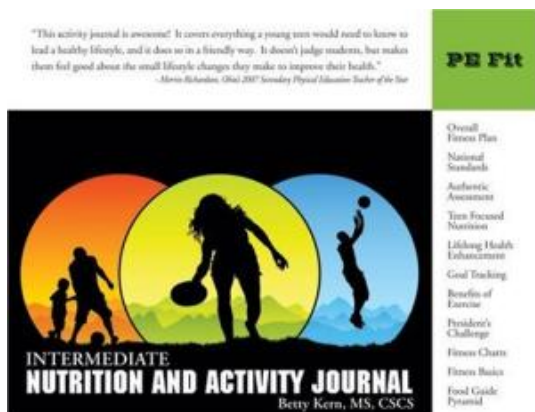 "This activity journal is awesome! It covers everything a young teen would need to know to
lead a healthy lifestyle, and it does so in a friendly way. It doesn't judge students, but makes
them feel good about the small lifestyle changes they make to improve their health."
-Merrin Richardson, Ohio's 2007 Secondary Physical Education Teacher of the Year
PE Fit
Overall
Fitness Plan
National
Standards
Authentic
Assessment
Teen Focused
Nutrition
Lifelong Health
Enhancement
Goal Tracking
Benefits of
Exercise
President's
Challenge
Fitness Charts
Fitness Basics
Food Guide
Pyramid
INTERMEDIATE
NUTRITION AND ACTIVITY JOURNAL
Betty Kern, MS, CSCS